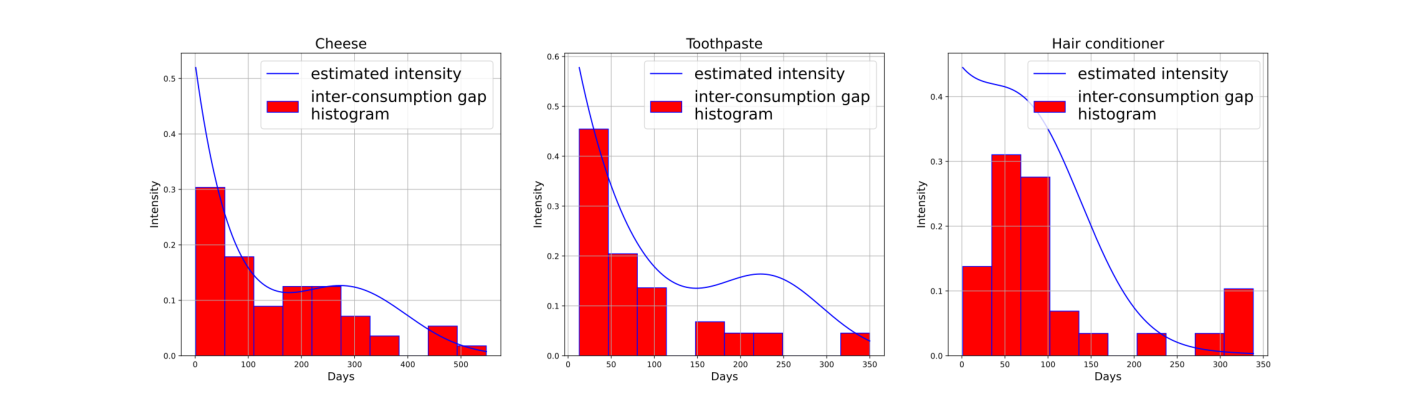 Cheese
estimated intensity
inter-consumption gap
histogram
Intensity
0.5
0.4
0.3
0.2
0.1
0.0
0 100 200 300 400 500
Days
Toothpaste
estimated intensity
inter-consumption gap
histogram
Intensity
0.6
0.5
0.4
0.3
0.2
0.1
0.0
0 50 100 150 200 250 300 350
Days
Hair conditioner
estimated intensity
inter-consumption gap
histogram
Intensity
0.4
0.3
0.2
0.1
0.0
0 50 100 150 200 250 300 350
Days